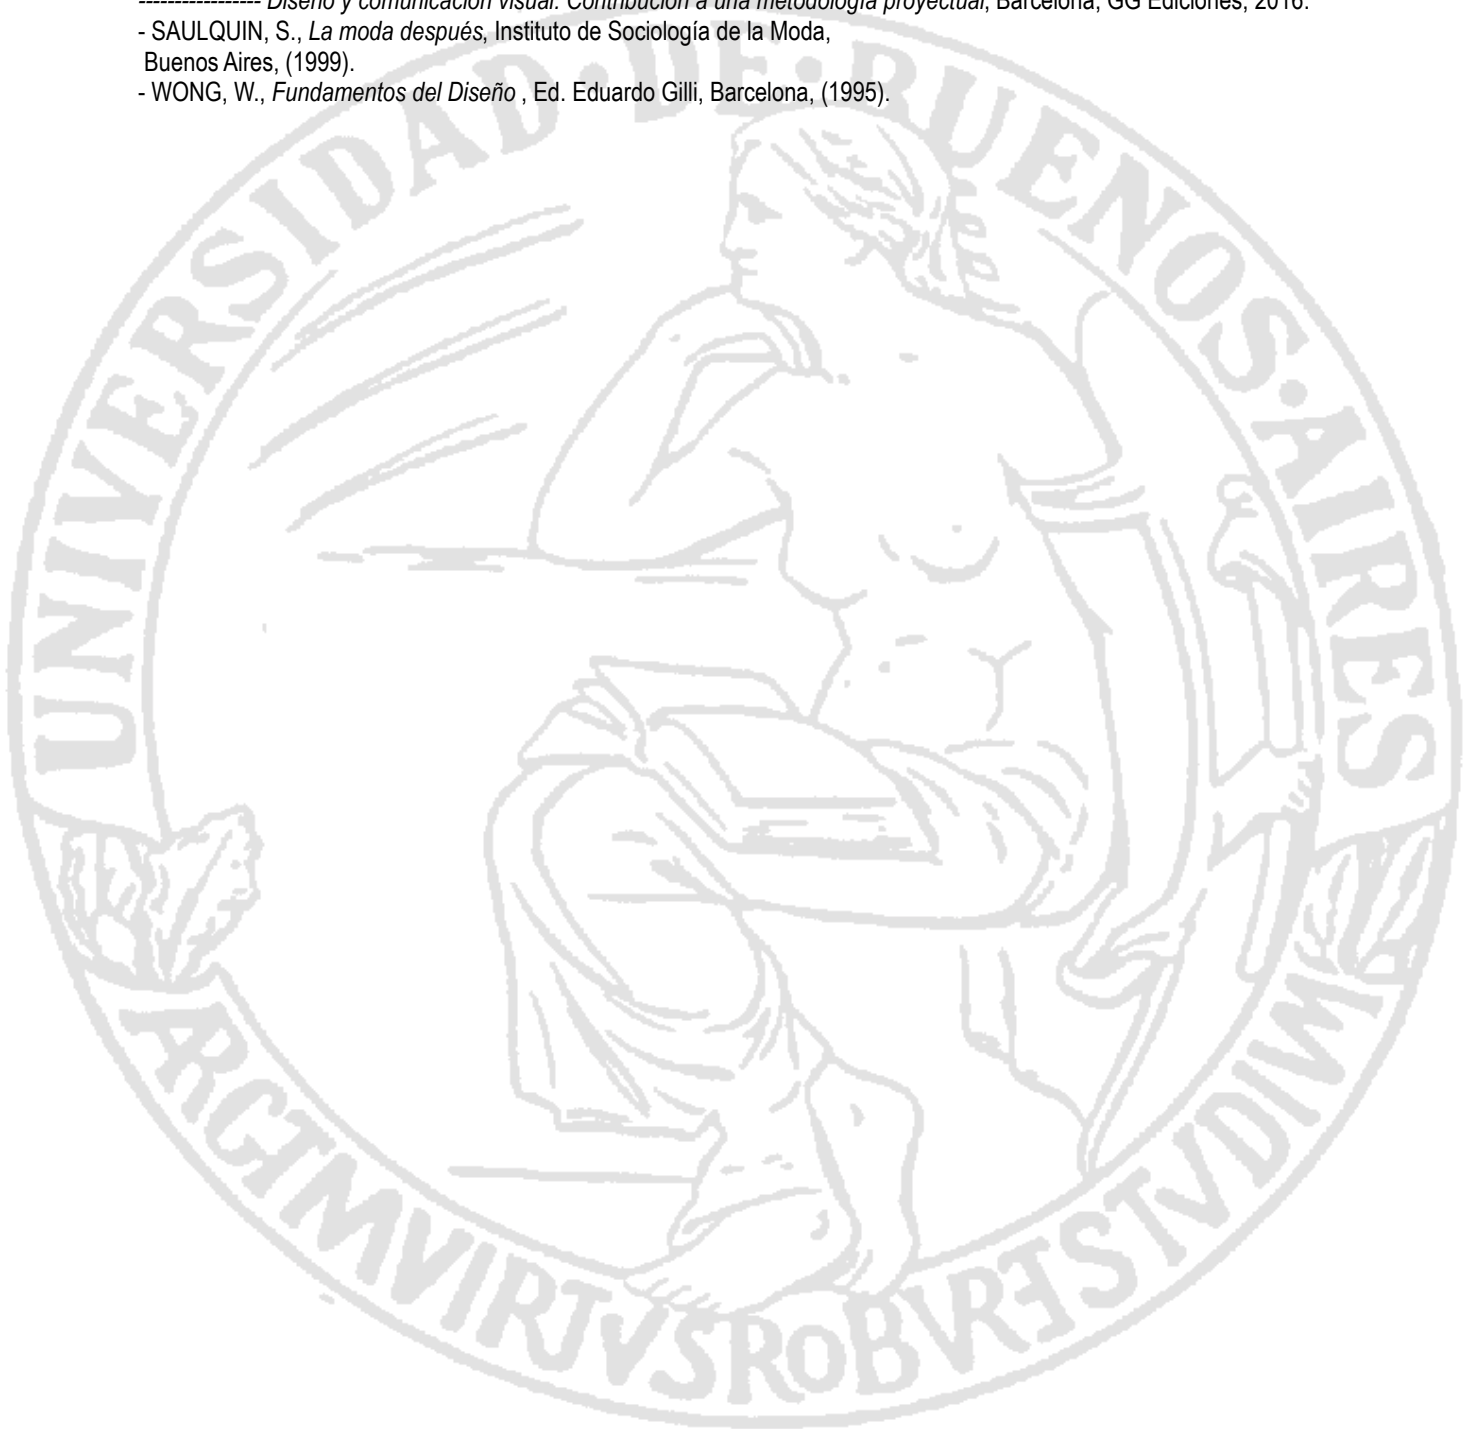 ----------------- Diseño y comunicación visual. Contribución a una metodología proyectual, Barcelona, GG Ediciones, 2016.
- SAULQUIN, S., La moda después, Instituto de Sociología de la Moda,
Buenos Aires, (1999).
- WONG, W., Fundamentos del Diseño , Ed. Eduardo Gilli, Barcelona, (1995).
UNIVERSIDAD·DE·BUENOS·AIRES
ARGTMVIRTVSROBVRETSTVDIVM